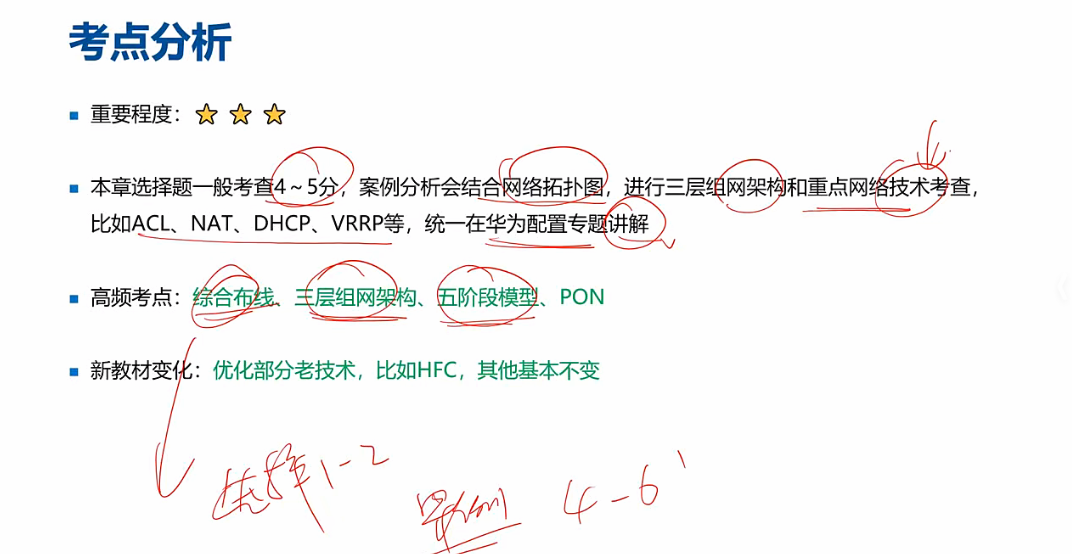 考点分析
重要程度：
本章选择题一般考查4～5分，案例分析会结合网络拓扑图，进行三层组网架构和重点网络技术考查，
比如ACL、NAT、DHCP、VRRP等，统一在华为配置专题讲解
高频考点：综合布线、三层组网架构、五阶段模型、PON
新教材变化：优化部分老技术，比如HFC，其他基本不变
选择1-2
案例 4-6'